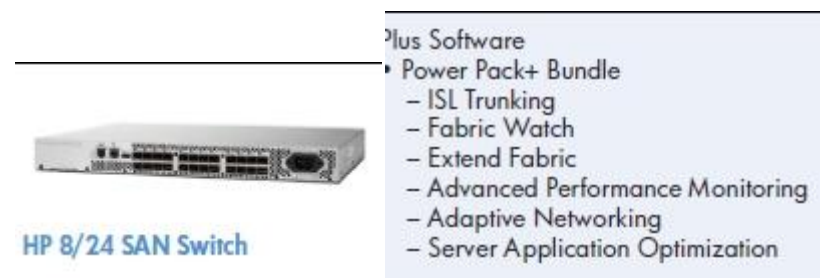 HP 8/24 SAN Switch
Plus Software
• Power Pack+ Bundle
– ISL Trunking
– Fabric Watch
– Extend Fabric
– Advanced Performance Monitoring
– Adaptive Networking
– Server Application Optimization